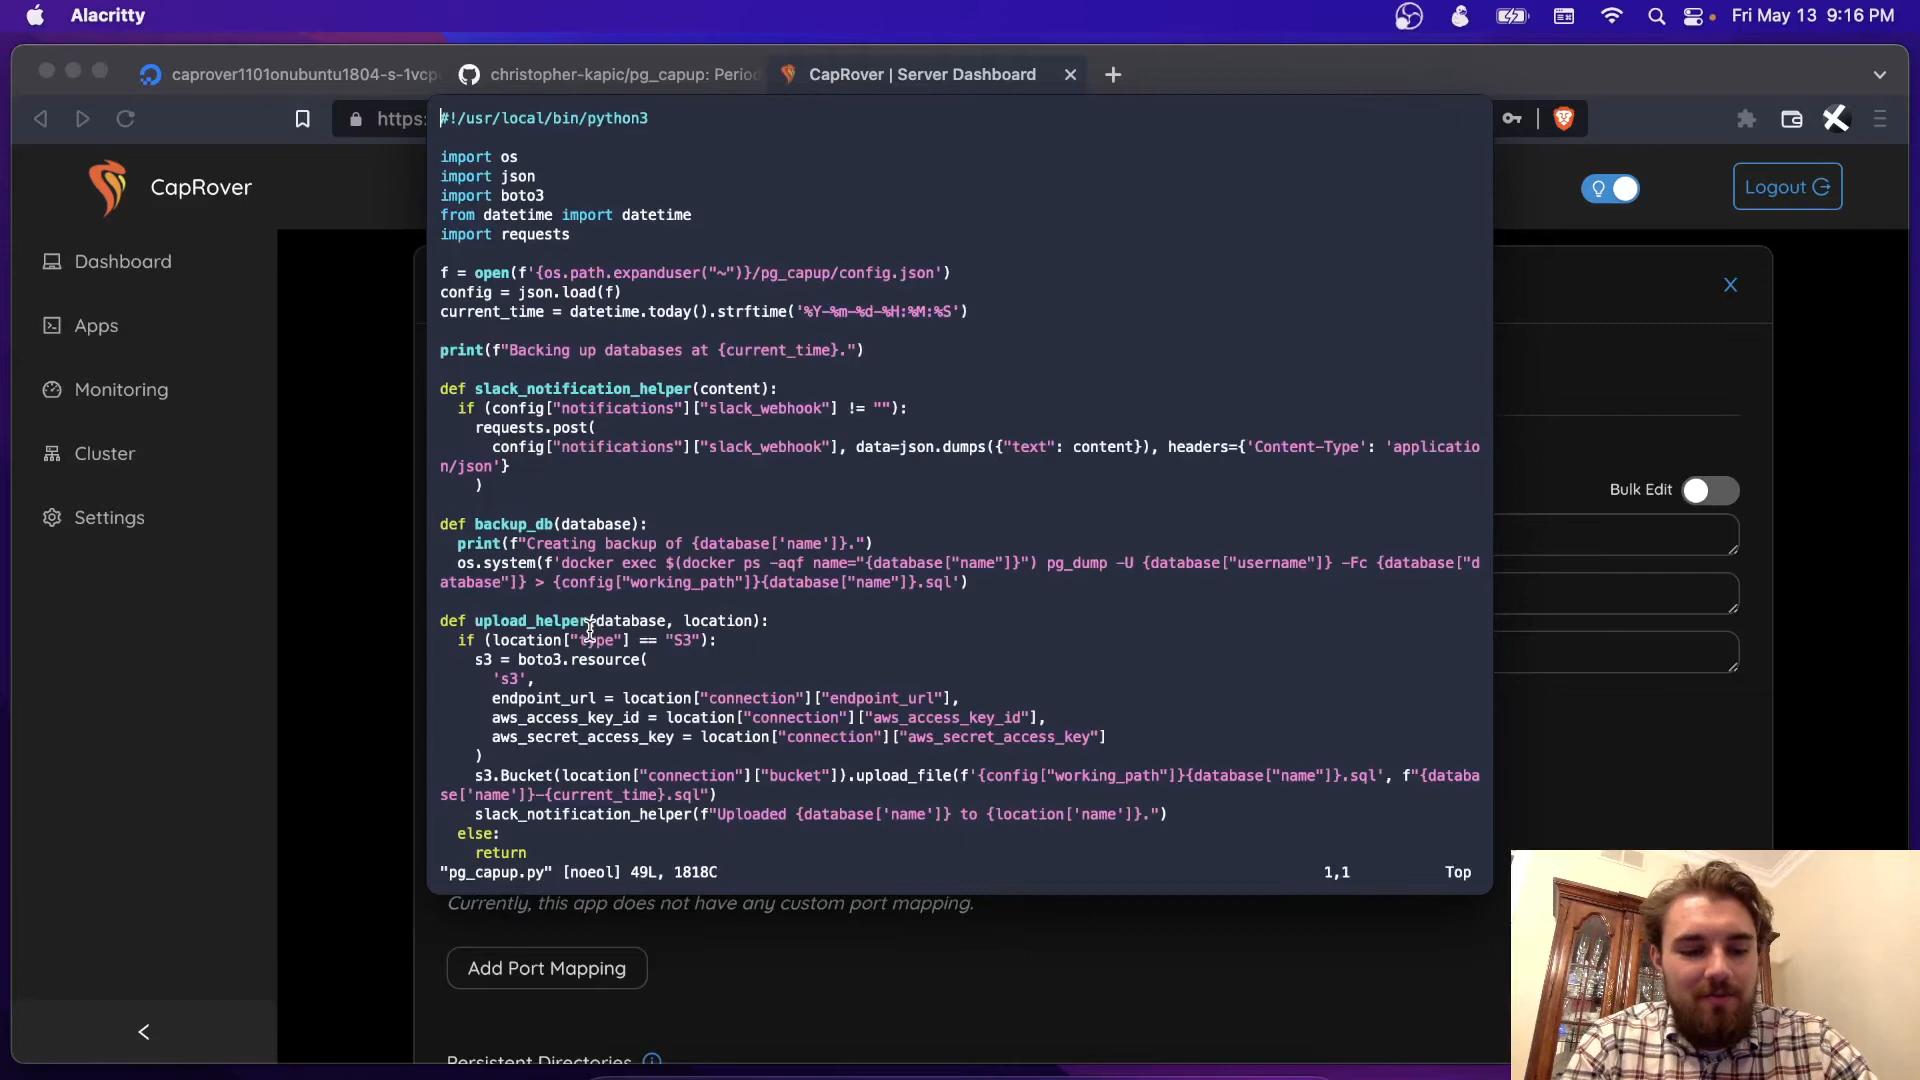 Alacritty
Fri May 13 9:16 PM
caprover1101onubuntu1804-s-1vcp
christopher-kapic/pg_capup: Period
CapRover | Server Dashboard
https:
CapRover
Logout
Dashboard
Apps
Monitoring
Cluster
Settings
#!/usr/local/bin/python3
import os
import json
import boto3
from datetime import datetime
import requests
f = open(f'{os.path.expanduser("~")}/pg_capup/config.json')
config = json.load(f)
current_time = datetime.today().strftime('%Y-%m-%d-%H:%M:%S')
print(f"Backing up databases at {current_time}.")
def slack_notification_helper(content):
  if (config["notifications"]["slack_webhook"] != ""):
    requests.post(
      config["notifications"]["slack_webhook"], data=json.dumps({"text": content}), headers={'Content-Type': 'applicatio
n/json'}
    )
def backup_db(database):
  print(f"Creating backup of {database['name']}.")
  os.system(f'docker exec $(docker ps -aqf name="{database["name"]}") pg_dump -U {database["username"]} -Fc {database["d
atabase"]} > {config["working_path"]}{database["name"]}.sql')
def upload_helper(database, location):
  if (location["type"] == "S3"):
    s3 = boto3.resource(
      's3',
      endpoint_url = location["connection"]["endpoint_url"],
      aws_access_key_id = location["connection"]["aws_access_key_id"],
      aws_secret_access_key = location["connection"]["aws_secret_access_key"]
    )
    s3.Bucket(location["connection"]["bucket"]).upload_file(f'{config["working_path"]}{database["name"]}.sql', f"{databa
se['name']}-{current_time}.sql")
    slack_notification_helper(f"Uploaded {database['name']} to {location['name']}.")
  else:
    return
"pg_capup.py" [noeol] 49L, 1818C 1,1 Top
Bulk Edit
Currently, this app does not have any custom port mapping.
Add Port Mapping
Persistent Directories